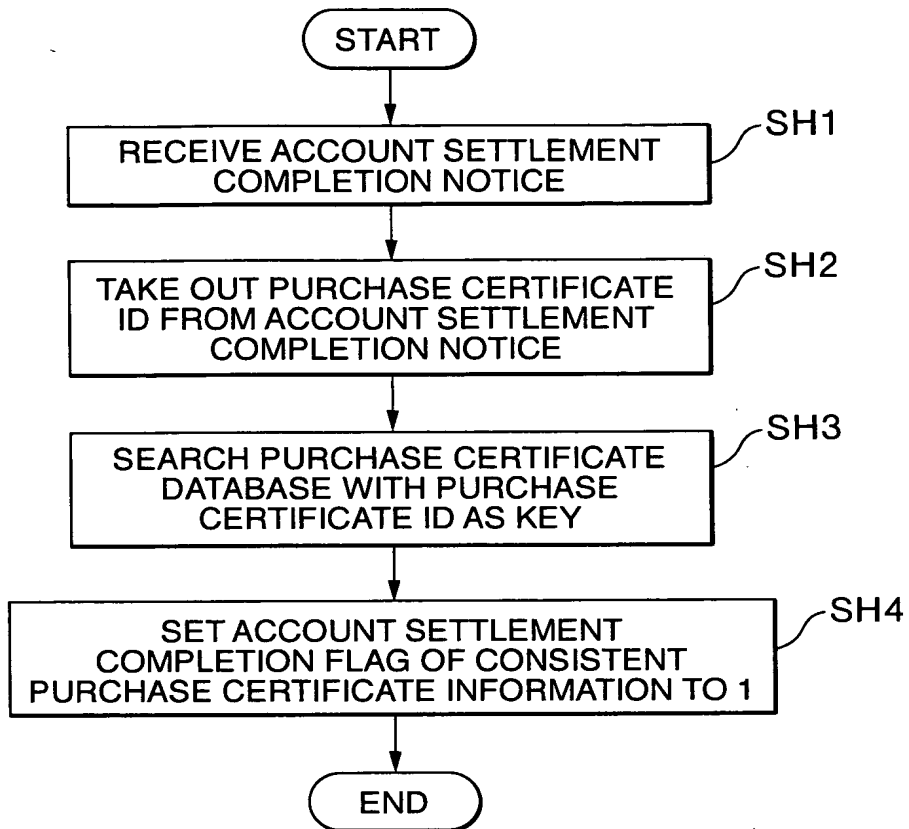 START
SH1
RECEIVE ACCOUNT SETTLEMENT
COMPLETION NOTICE
SH2
TAKE OUT PURCHASE CERTIFICATE
ID FROM ACCOUNT SETTLEMENT
COMPLETION NOTICE
SH3
SEARCH PURCHASE CERTIFICATE
DATABASE WITH PURCHASE
CERTIFICATE ID AS KEY
SH4
SET ACCOUNT SETTLEMENT
COMPLETION FLAG OF CONSISTENT
PURCHASE CERTIFICATE INFORMATION TO 1
END